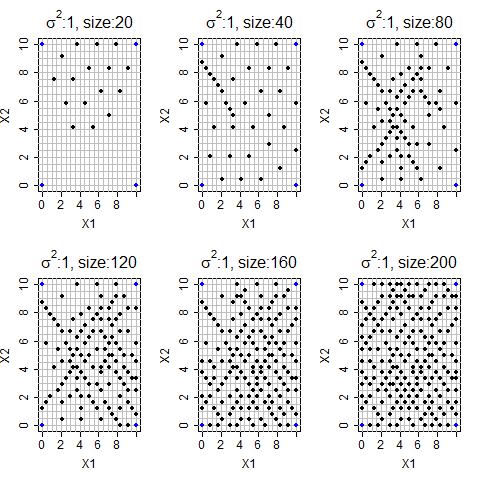 σ²:1, size:20 σ²:1, size:40 σ²:1, size:80
10 10 10
8 8 8
6 6 6
X2 X2 X2
4 4 4
2 2 2
0 0 0
0 2 4 6 8 0 2 4 6 8 0 2 4 6 8
X1 X1 X1
σ²:1, size:120 σ²:1, size:160 σ²:1, size:200
10 10 10
8 8 8
6 6 6
X2 X2 X2
4 4 4
2 2 2
0 0 0
0 2 4 6 8 0 2 4 6 8 0 2 4 6 8
X1 X1 X1